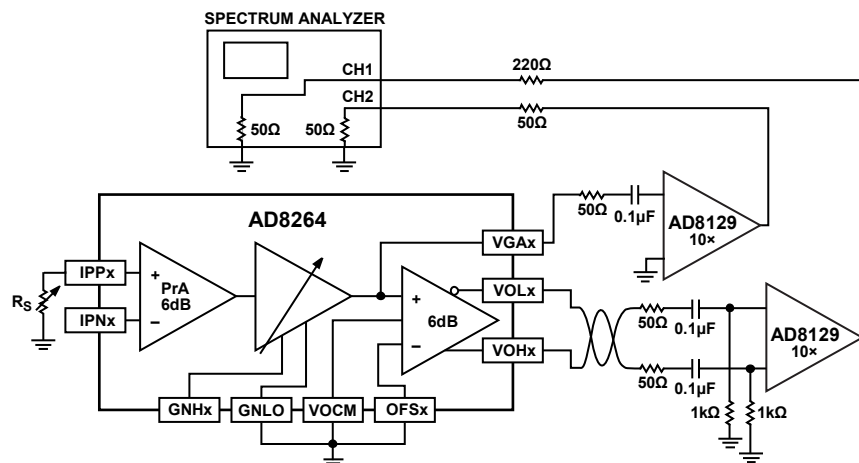 SPECTRUM ANALYZER
CH1
220Ω
CH2
50Ω
50Ω
50Ω
AD8264
VGAx
50Ω
0.1µF
AD8129
10×
IPPx
RS
IPNx
+
PrA
6dB
−
+
6dB
−
VOLx
VOHx
50Ω
0.1µF
50Ω
0.1µF
AD8129
10×
1kΩ
1kΩ
GNHx
GNLO
VOCM
OFSx